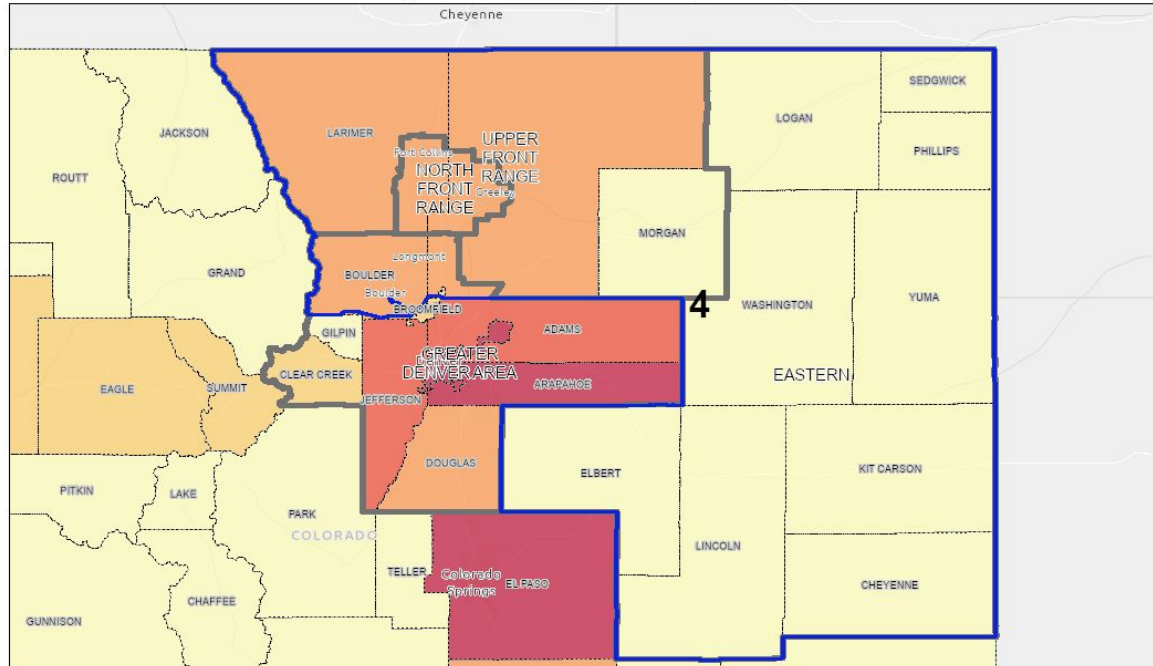 Cheyenne
SEDGWICK
LOGAN
JACKSON
LARIMER
UPPER
FRONT
RANGE
PHILLIPS
Fort Collins
ROUTT
NORTH
FRONT
RANGE
Greeley
MORGAN
GRAND
Longmont
BOULDER
Boulder
BROOMFIELD
4
WASHINGTON
YUMA
GILPIN
ADAMS
GREATER
DENVER AREA
Denver
CLEAR CREEK
EASTERN
EAGLE
SUMMIT
ARAPAHOE
JEFFERSON
DOUGLAS
ELBERT
KIT CARSON
PITKIN
LAKE
PARK
COLORADO
LINCOLN
TELLER
Colorado
Springs
EL PASO
CHEYENNE
CHAFFEE
GUNNISON